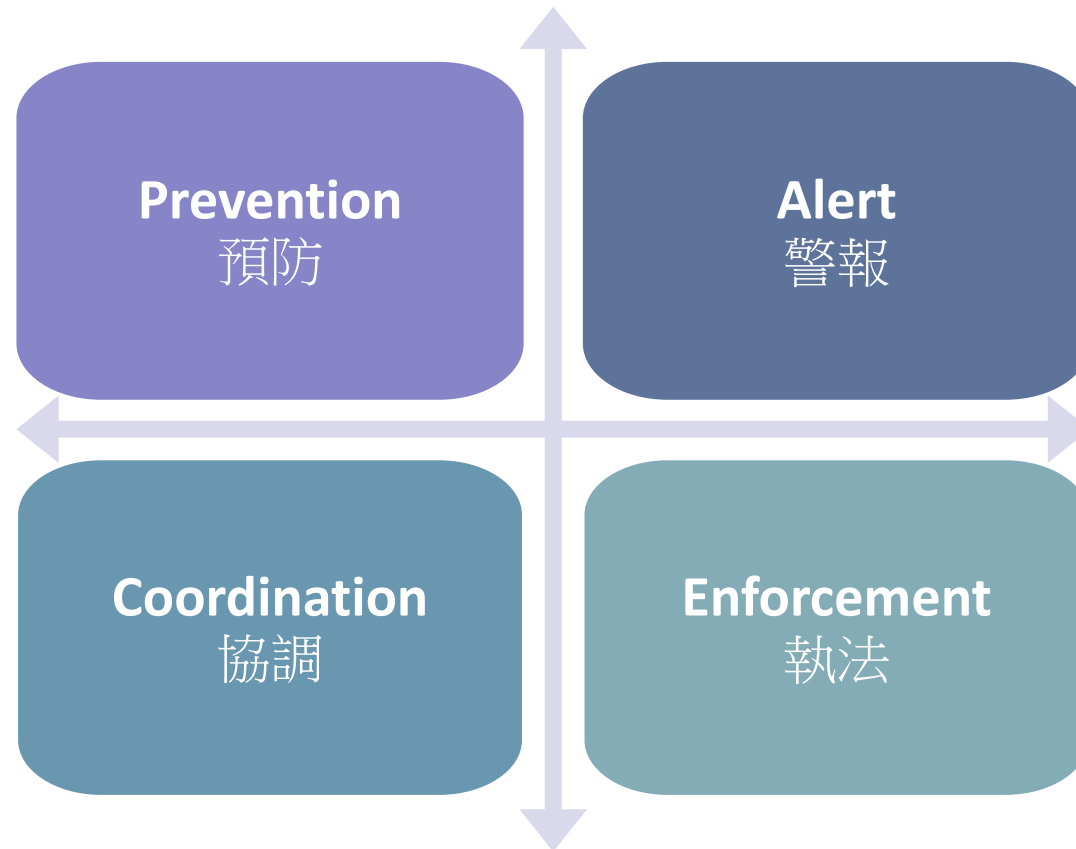 Prevention
預防
Alert
警報
Coordination
協調
Enforcement
執法